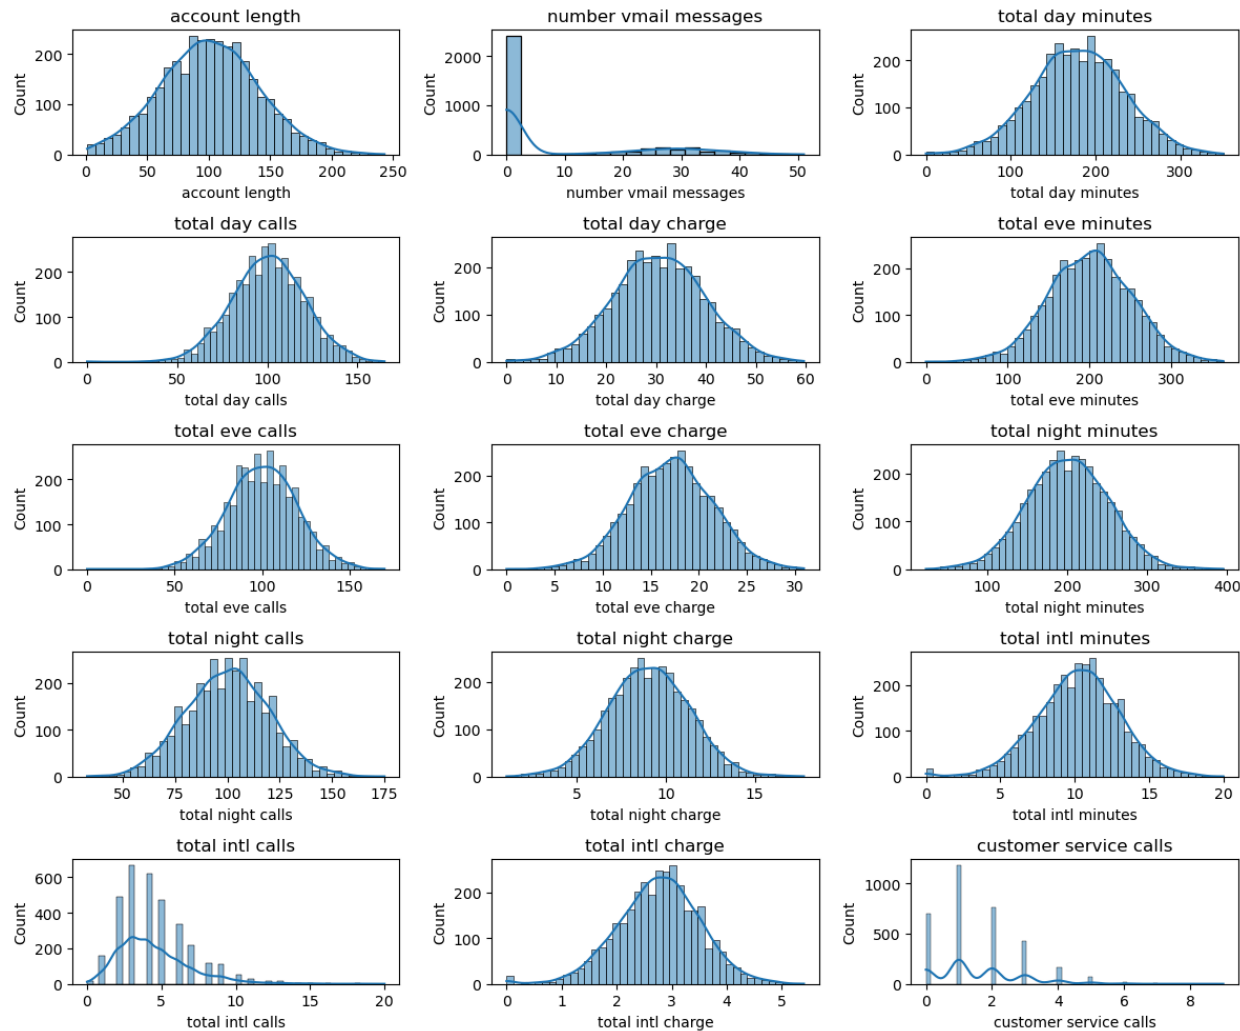 account length
number vmail messages
total day minutes
Count
200
100
0
0 50 100 150 200 250
account length
Count
2000
1000
0
0 10 20 30 40 50
number vmail messages
Count
200
100
0
0 100 200 300
total day minutes
total day calls
total day charge
total eve minutes
Count
200
100
0
0 50 100 150
total day calls
Count
200
100
0
0 10 20 30 40 50 60
total day charge
Count
200
100
0
0 100 200 300
total eve minutes
total eve calls
total eve charge
total night minutes
Count
200
100
0
0 50 100 150
total eve calls
Count
200
100
0
0 5 10 15 20 25 30
total eve charge
Count
200
100
0
100 200 300 400
total night minutes
total night calls
total night charge
total intl minutes
Count
200
100
0
50 75 100 125 150 175
total night calls
Count
200
100
0
5 10 15
total night charge
Count
200
100
0
0 5 10 15 20
total intl minutes
total intl calls
total intl charge
customer service calls
Count
600
400
200
0
0 5 10 15 20
total intl calls
Count
200
100
0
0 1 2 3 4 5
total intl charge
Count
1000
500
0
0 2 4 6 8
customer service calls